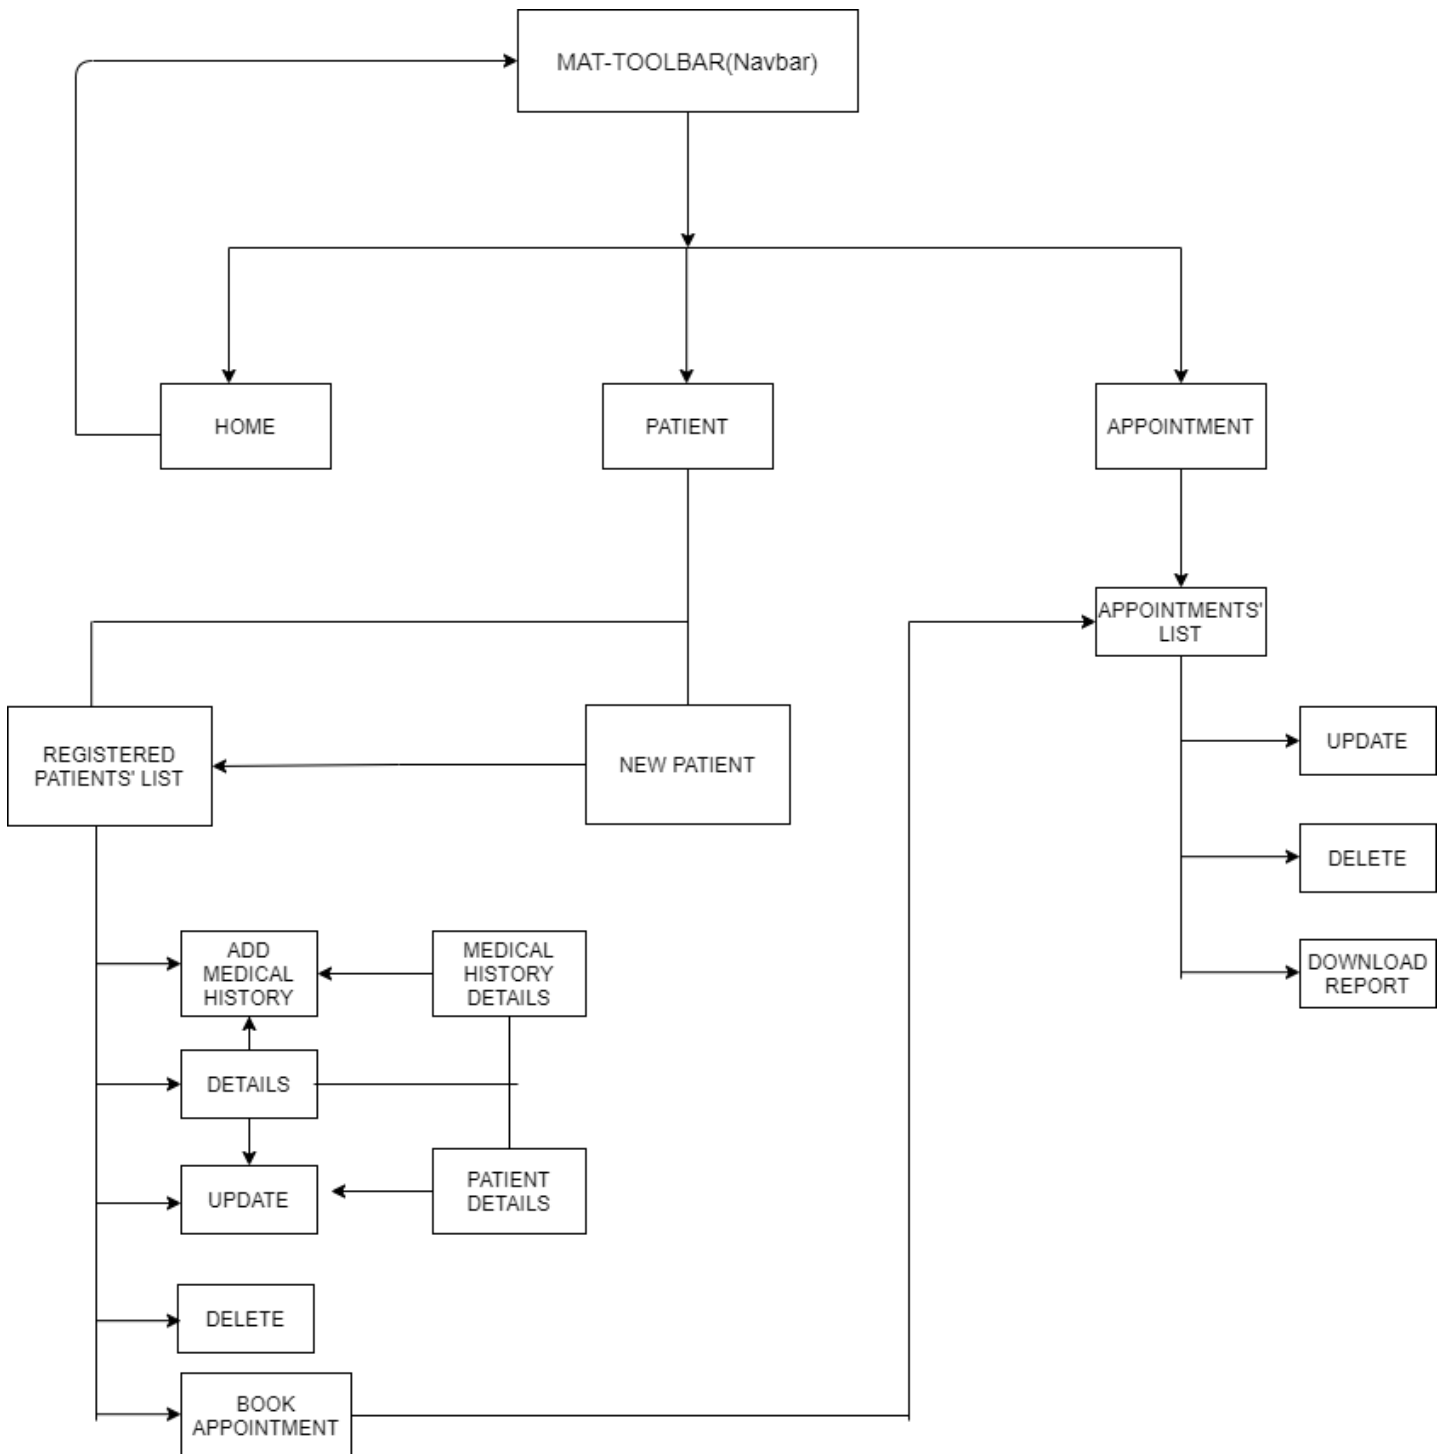 MAT-TOOLBAR(Navbar)
HOME
PATIENT
APPOINTMENT
APPOINTMENTS'
LIST
REGISTERED
PATIENTS' LIST
NEW PATIENT
UPDATE
DELETE
DOWNLOAD
REPORT
ADD
MEDICAL
HISTORY
MEDICAL
HISTORY
DETAILS
DETAILS
UPDATE
PATIENT
DETAILS
DELETE
BOOK
APPOINTMENT